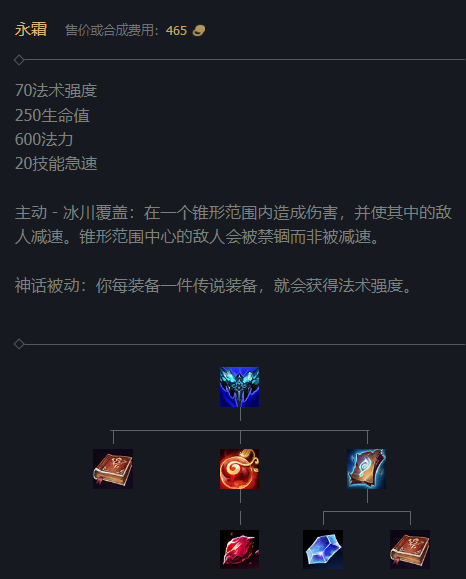 永霜 售价或合成费用：465
70法术强度
250生命值
600法力
20技能急速
主动 - 冰川覆盖：在一个锥形范围内造成伤害，并使其中的敌
人减速。锥形范围中心的敌人会被禁锢而非被减速。
神话被动：你每装备一件传说装备，就会获得法术强度。